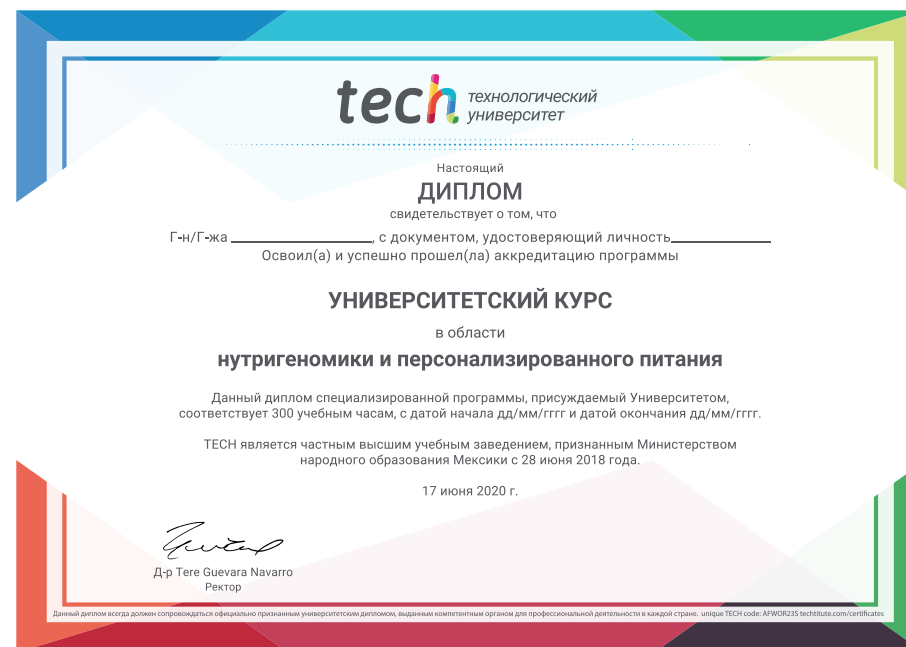 tech технологический
университет
Настоящий
ДИПЛОМ
свидетельствует о том, что
Г-н/Г-жа ____________________, с документом, удостоверяющий личность______________
Освоил(а) и успешно прошел(ла) аккредитацию программы
УНИВЕРСИТЕТСКИЙ КУРС
в области
нутригеномики и персонализированного питания
Данный диплом специализированной программы, присуждаемый Университетом,
соответствует 300 учебным часам, с датой начала дд/мм/гггг и датой окончания дд/мм/гггг.
TECH является частным высшим учебным заведением, признанным Министерством
народного образования Мексики с 28 июня 2018 года.
17 июня 2020 г.
Д-р Tere Guevara Navarro
Ректор
Данный диплом всегда должен сопровождаться официально признанным университетским дипломом, выданным компетентным органом для профессиональной деятельности в каждой стране. unique TECH code: AFWOR23S techtitute.com/certificates